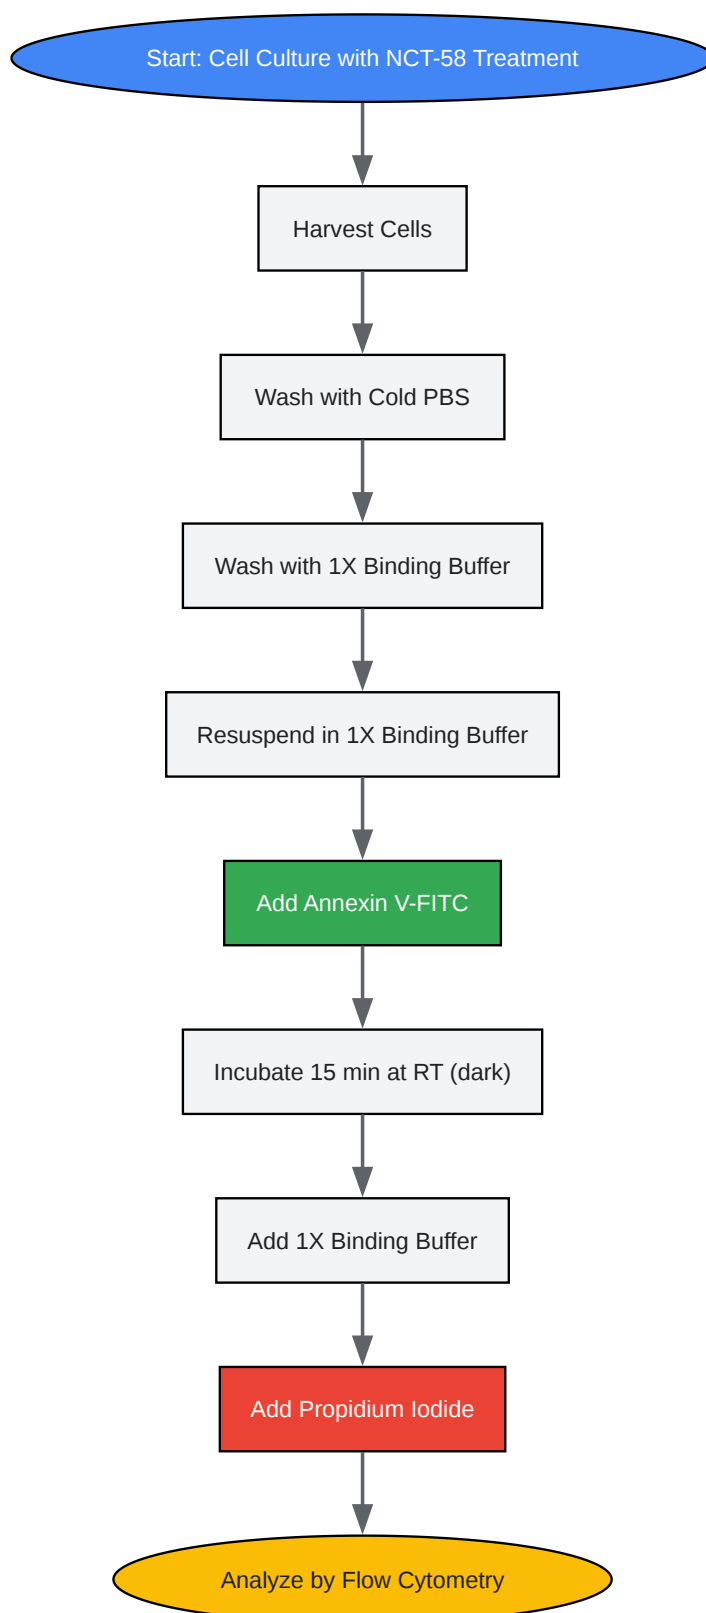 Start: Cell Culture with NCT-58 Treatment
Harvest Cells
Wash with Cold PBS
Wash with 1X Binding Buffer
Resuspend in 1X Binding Buffer
Add Annexin V-FITC
Incubate 15 min at RT (dark)
Add 1X Binding Buffer
Add Propidium Iodide
Analyze by Flow Cytometry